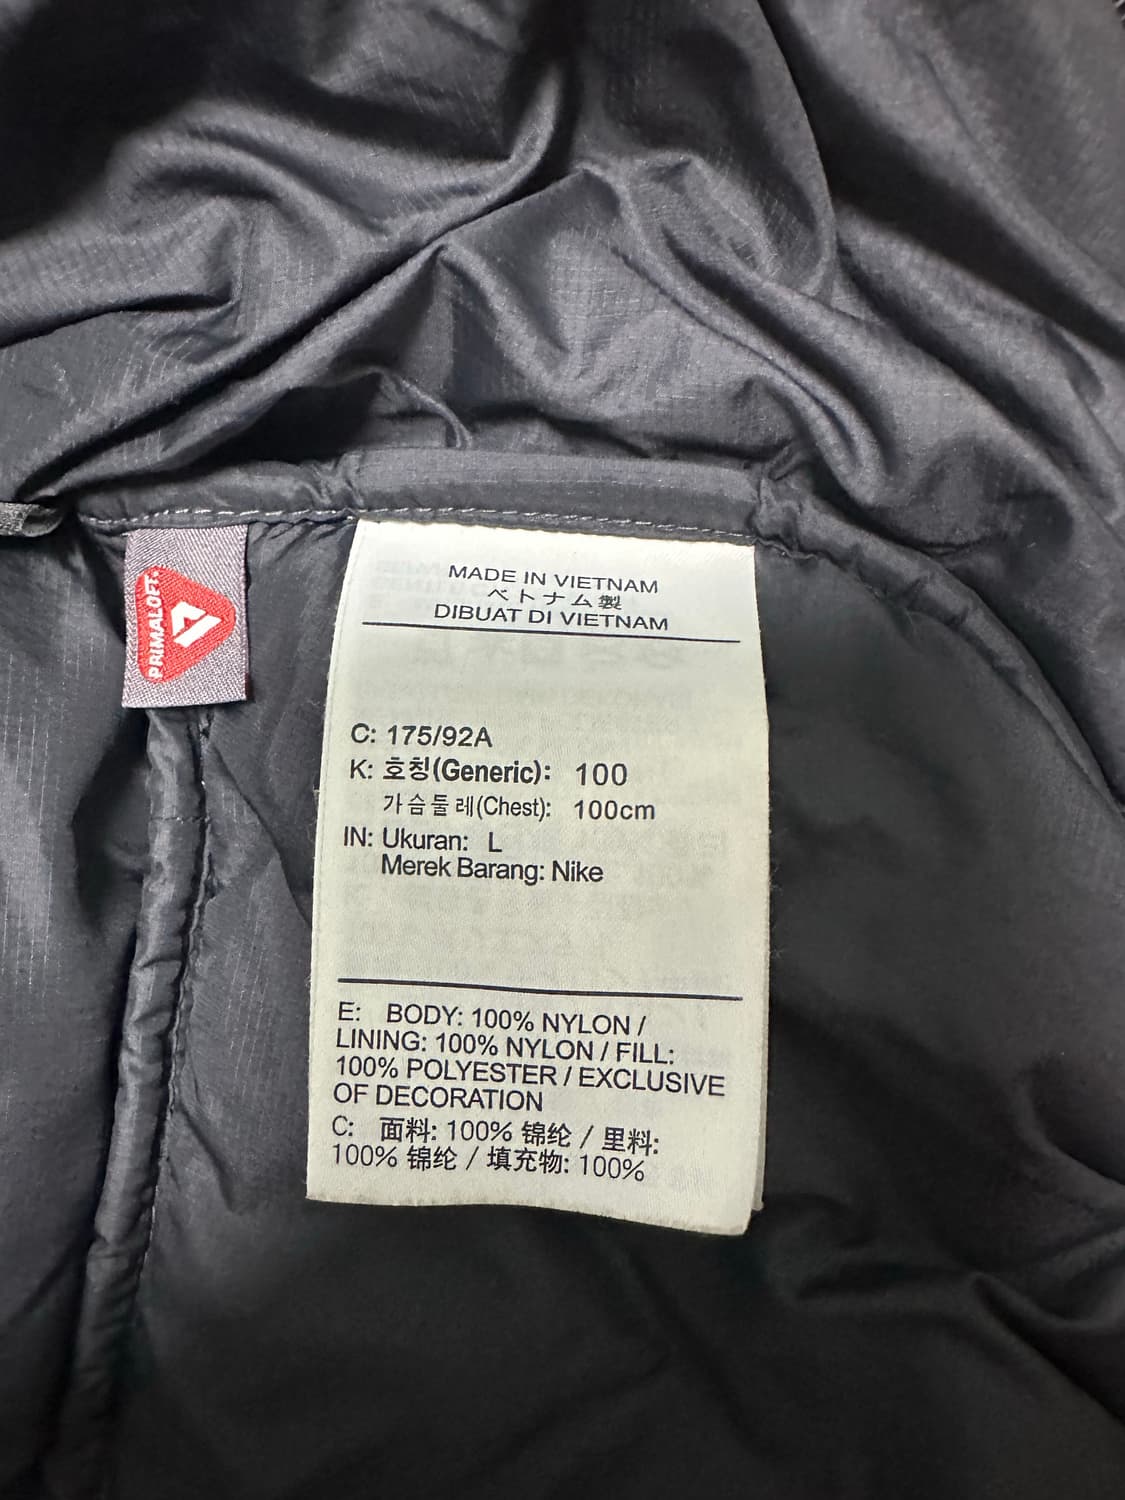 PRIMALOFT
MADE IN VIETNAM
ベトナム製
DIBUAT DI VIETNAM
C: 175/92A
K: 호칭(Generic): 100
가슴둘레(Chest): 100cm
IN: Ukuran: L
Merek Barang: Nike
E: BODY: 100% NYLON /
LINING: 100% NYLON / FILL:
100% POLYESTER / EXCLUSIVE
OF DECORATION
C: 面料: 100% 锦纶 / 里料:
100% 锦纶 / 填充物: 100%